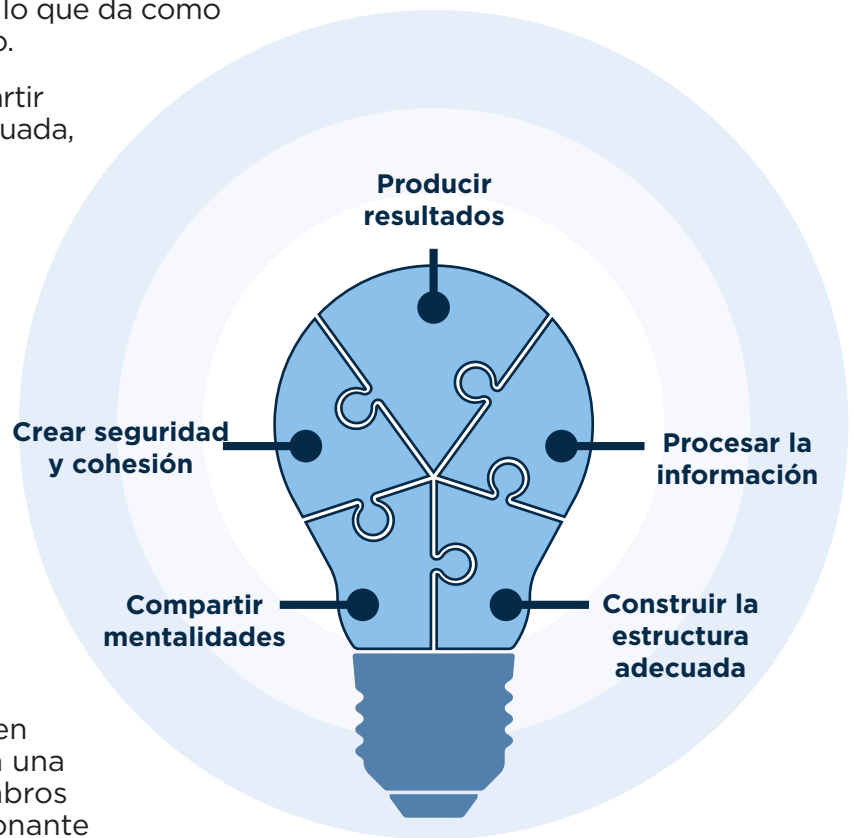 lo que da como
o.
rtir
uada,
Producir
resultados
Crear seguridad
y cohesión
Procesar la
información
Compartir
mentalidades
Construir la
estructura
adecuada
en
una
bros
onante